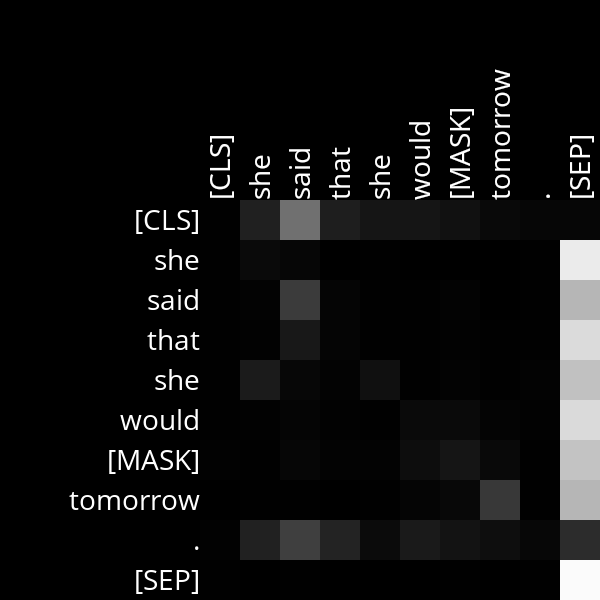 [CLS] she said that she would [MASK] tomorrow . [SEP]
[CLS]
she
said
that
she
would
[MASK]
tomorrow
.
[SEP]